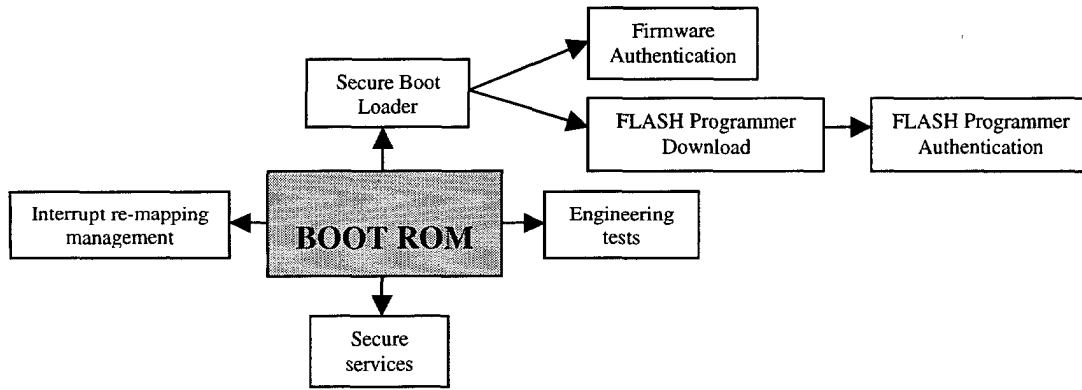 Firmware
Authentication
Secure Boot
Loader
FLASH Programmer
Download
FLASH Programmer
Authentication
Interrupt re-mapping
management
BOOT ROM
Engineering
tests
Secure
services